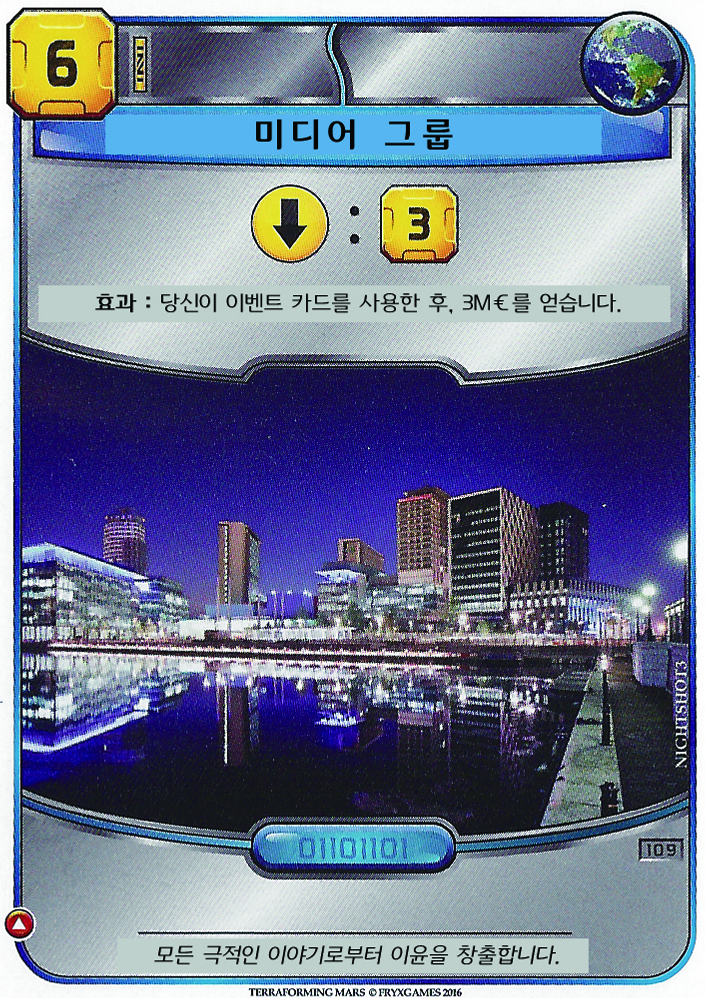 6
미디어 그룹
: 3
효과 : 당신이 이벤트 카드를 사용한 후, 3M€를 얻습니다.
NIGHTSHOT3
01101101
109
모든 극적인 이야기로부터 이윤을 창출합니다.
TERRAFORMING MARS © FRYXGAMES 2016